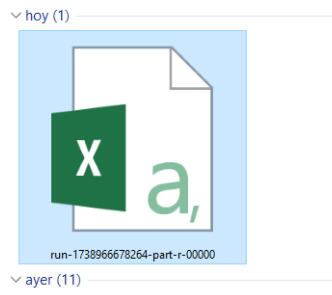 hoy (1)
X
a,
run-1738966678264-part-r-00000
ayer (11)